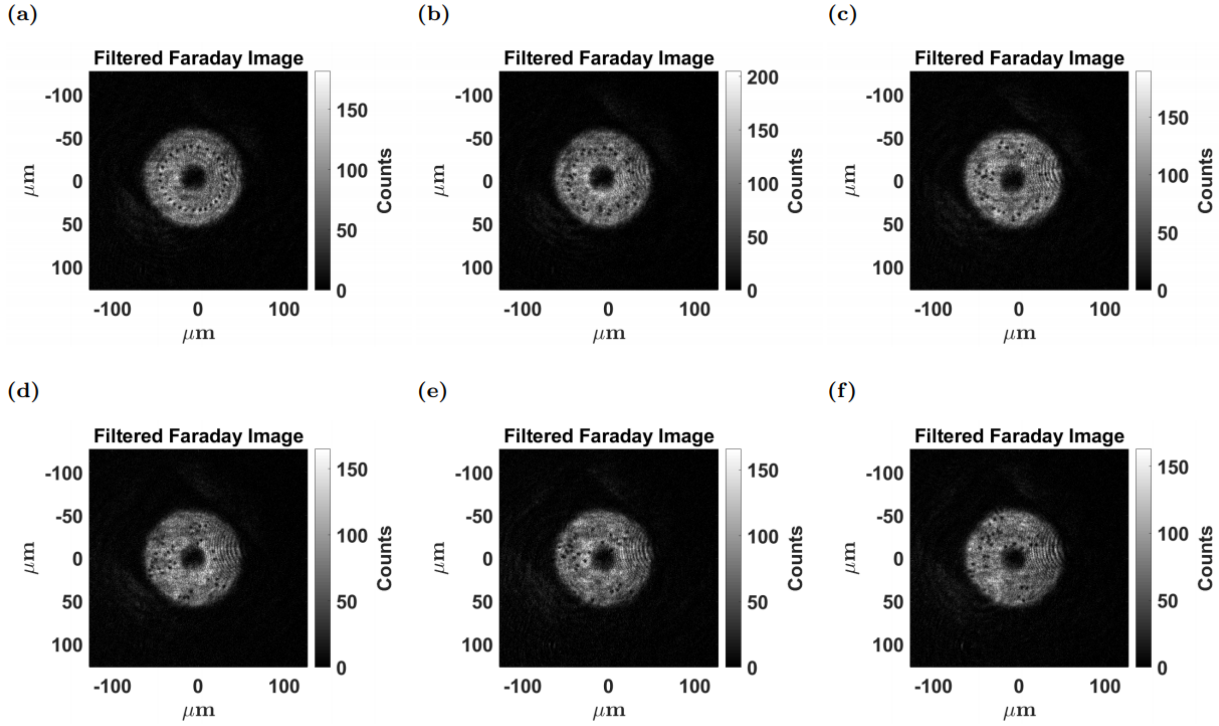 (a) (b) (c)
Filtered Faraday Image Filtered Faraday Image Filtered Faraday Image
-100 -50 0 50 100 μm -100 0 100 μm 150 100 50 0 Counts
-100 -50 0 50 100 μm -100 0 100 μm 200 150 100 50 0 Counts
-100 -50 0 50 100 μm -100 0 100 μm 150 100 50 0 Counts
(d) (e) (f)
Filtered Faraday Image Filtered Faraday Image Filtered Faraday Image
-100 -50 0 50 100 μm -100 0 100 μm 150 100 50 0 Counts
-100 -50 0 50 100 μm -100 0 100 μm 150 100 50 0 Counts
-100 -50 0 50 100 μm -100 0 100 μm 150 100 50 0 Counts